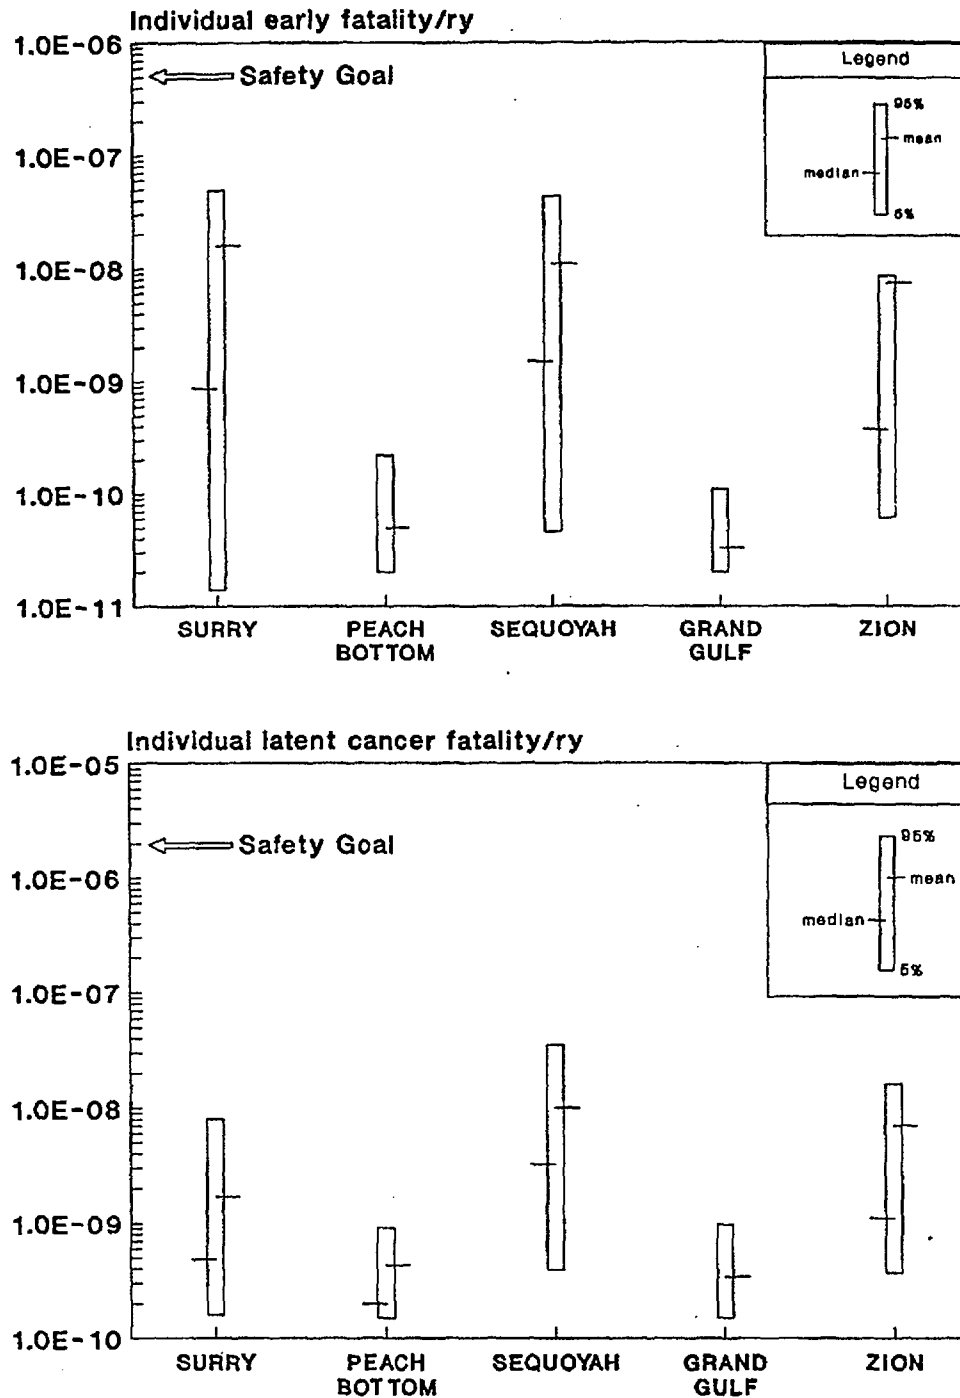 Individual early fatality/ry
1.0E-06
Safety Goal
Legend
95%
mean
median
5%
1.0E-07
1.0E-08
1.0E-09
1.0E-10
1.0E-11
SURRY
PEACH
BOTTOM
SEQUOYAH
GRAND
GULF
ZION
Individual latent cancer fatality/ry
1.0E-05
Safety Goal
Legend
95%
mean
median
5%
1.0E-06
1.0E-07
1.0E-08
1.0E-09
1.0E-10
SURRY
PEACH
BOTTOM
SEQUOYAH
GRAND
GULF
ZION